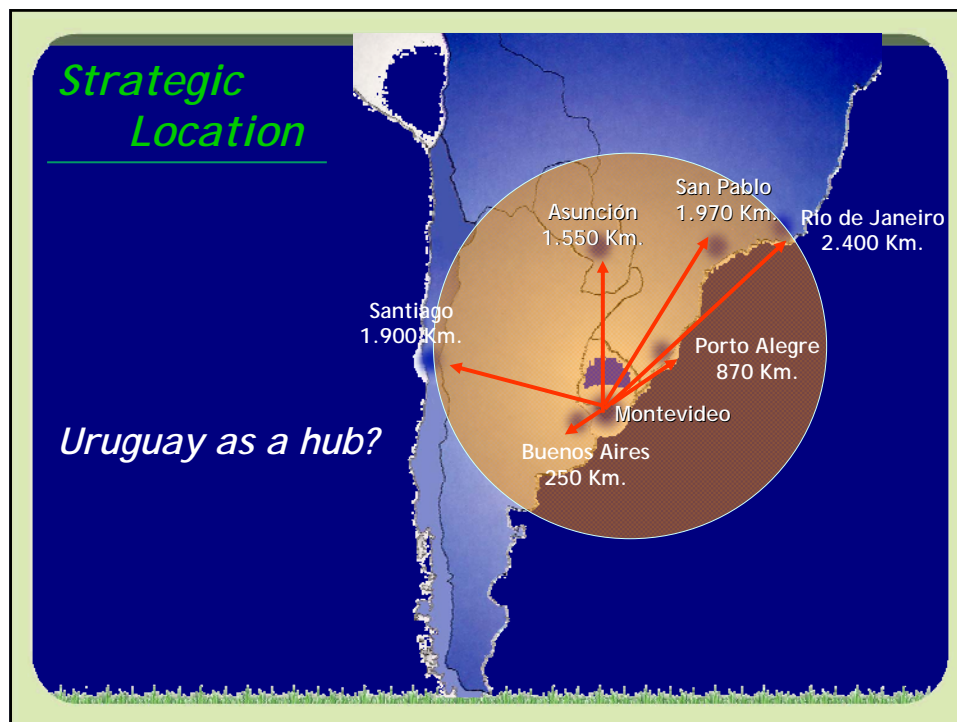 Strategic
Location
San Pablo
1.970 Km.
Asunción
1.550 Km.
Río de Janeiro
2.400 Km.
Santiago
1.900 Km.
Porto Alegre
870 Km.
Montevideo
Uruguay as a hub?
Buenos Aires
250 Km.